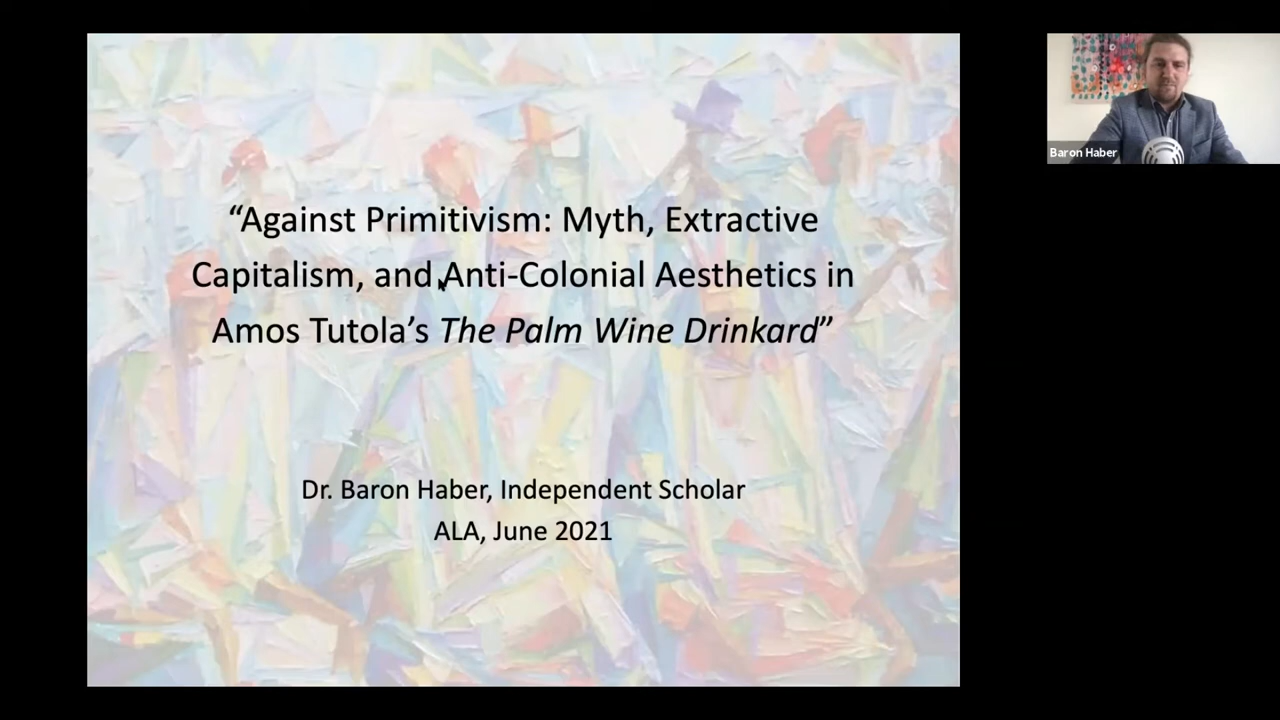 “Against Primitivism: Myth, Extractive
Capitalism, and Anti-Colonial Aesthetics in
Amos Tutola’s The Palm Wine Drinkard”
Dr. Baron Haber, Independent Scholar
ALA, June 2021
Baron Haber